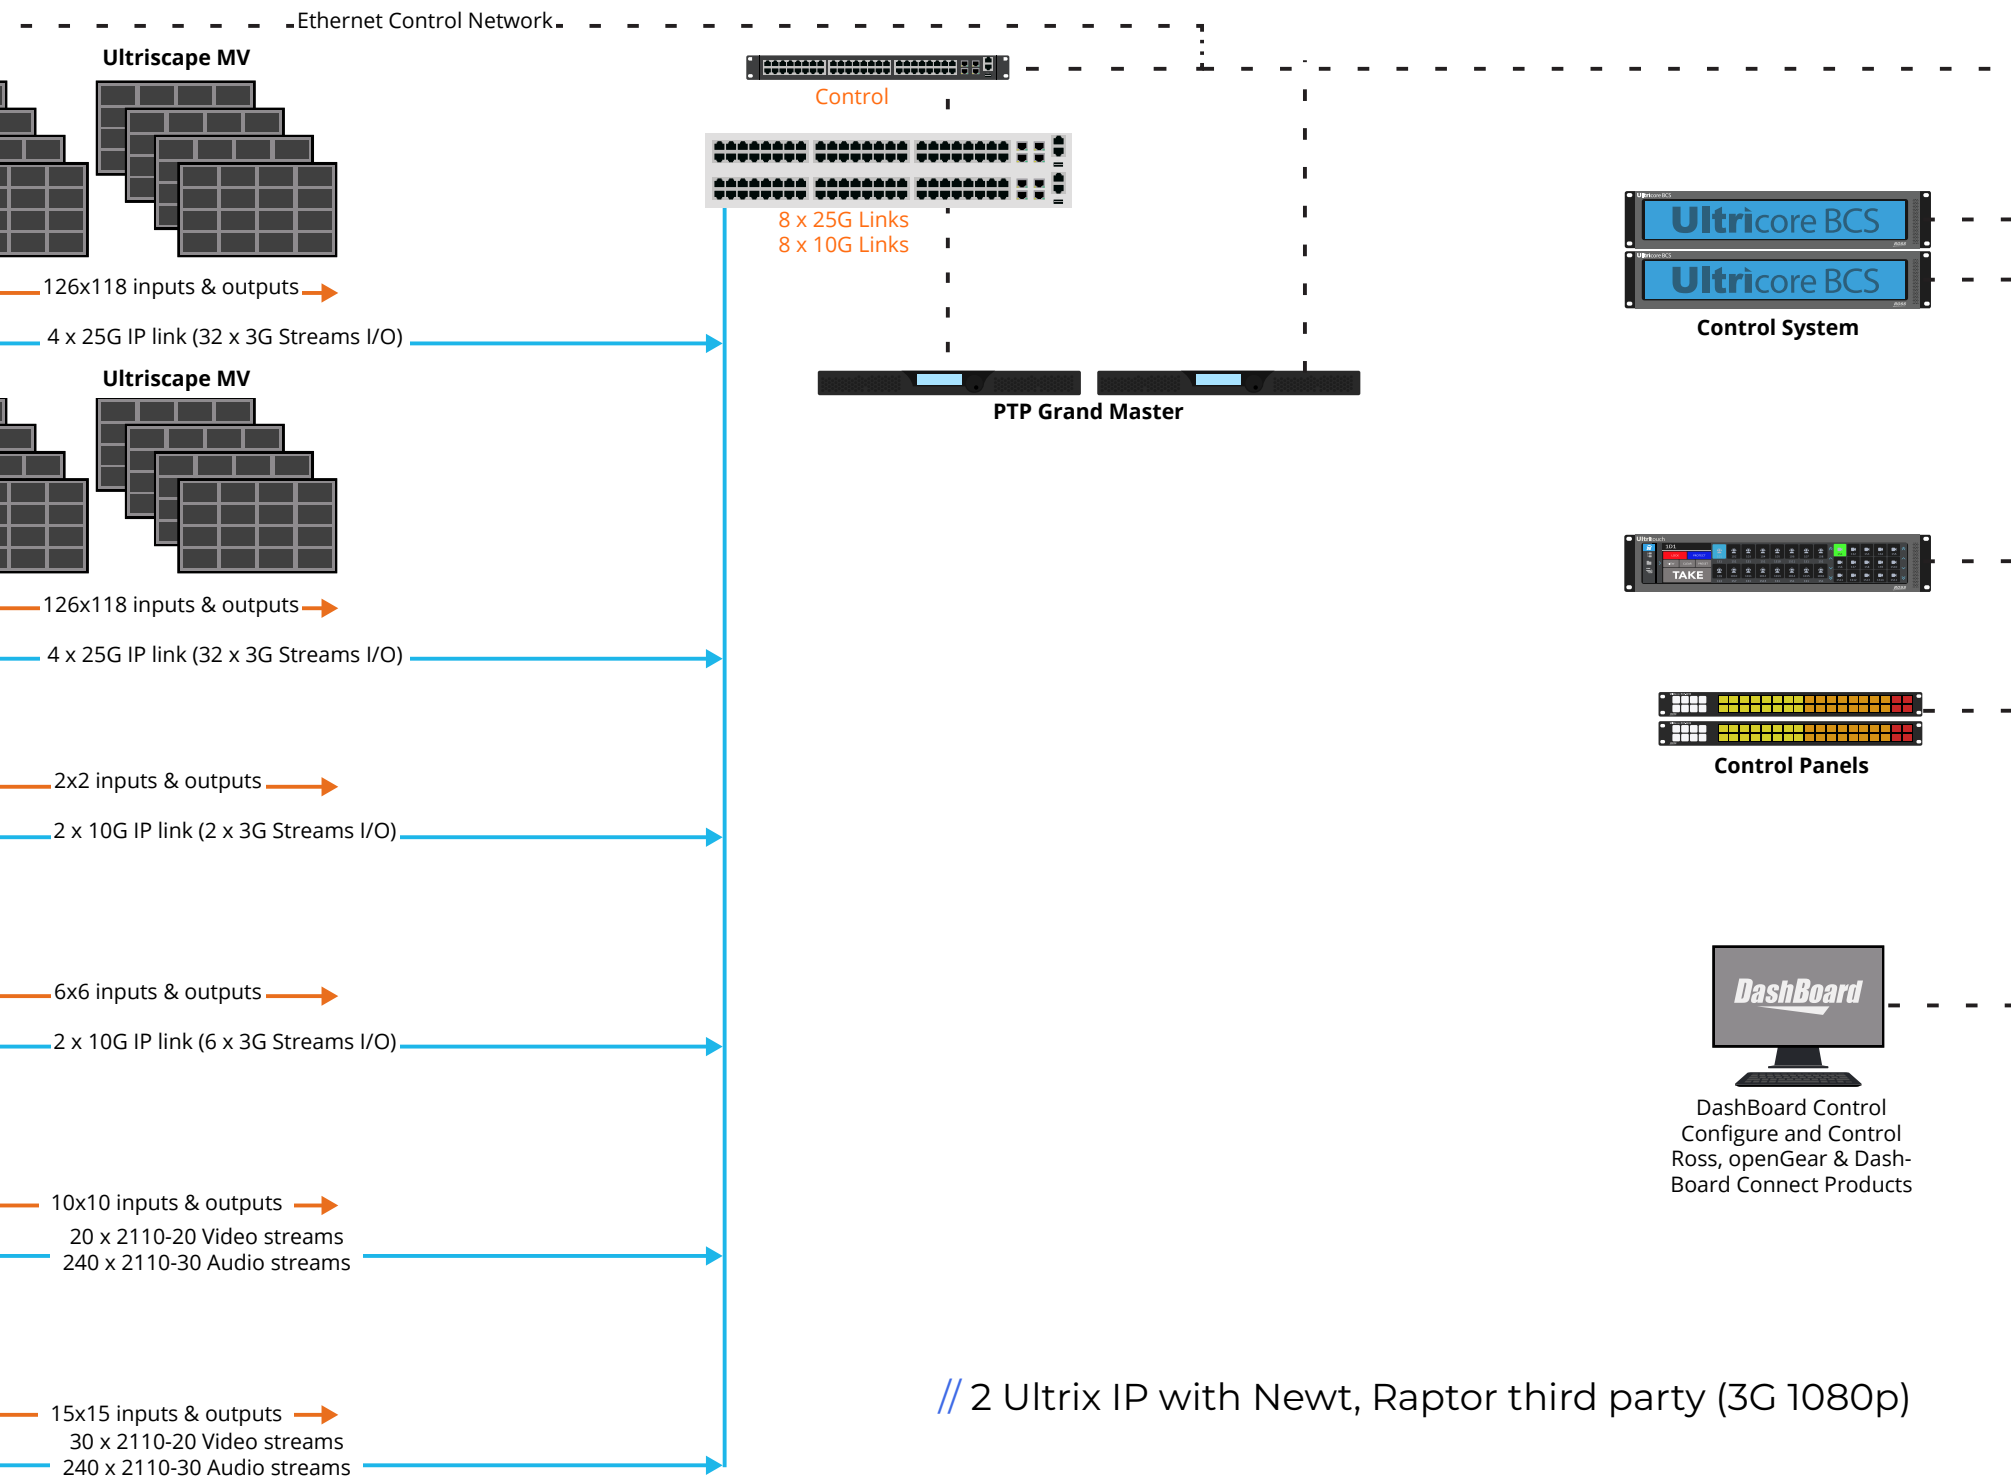 Ethernet Control Network
Ultriscape MV
Control
8 x 25G Links
8 x 10G Links
Ultricore BCS
Ultricore BCS
Ultricore BCS
Ultricore BCS
Control System
126x118 inputs & outputs
4 x 25G IP link (32 x 3G Streams I/O)
Ultriscape MV
PTP Grand Master
Ultritouch
101
TAKE
126x118 inputs & outputs
4 x 25G IP link (32 x 3G Streams I/O)
Control Panels
2x2 inputs & outputs
2 x 10G IP link (2 x 3G Streams I/O)
6x6 inputs & outputs
2 x 10G IP link (6 x 3G Streams I/O)
DashBoard
DashBoard Control
Configure and Control
Ross, openGear & Dash-
Board Connect Products
10x10 inputs & outputs
20 x 2110-20 Video streams
240 x 2110-30 Audio streams
// 2 Ultrix IP with Newt, Raptor third party (3G 1080p)
15x15 inputs & outputs
30 x 2110-20 Video streams
240 x 2110-30 Audio streams